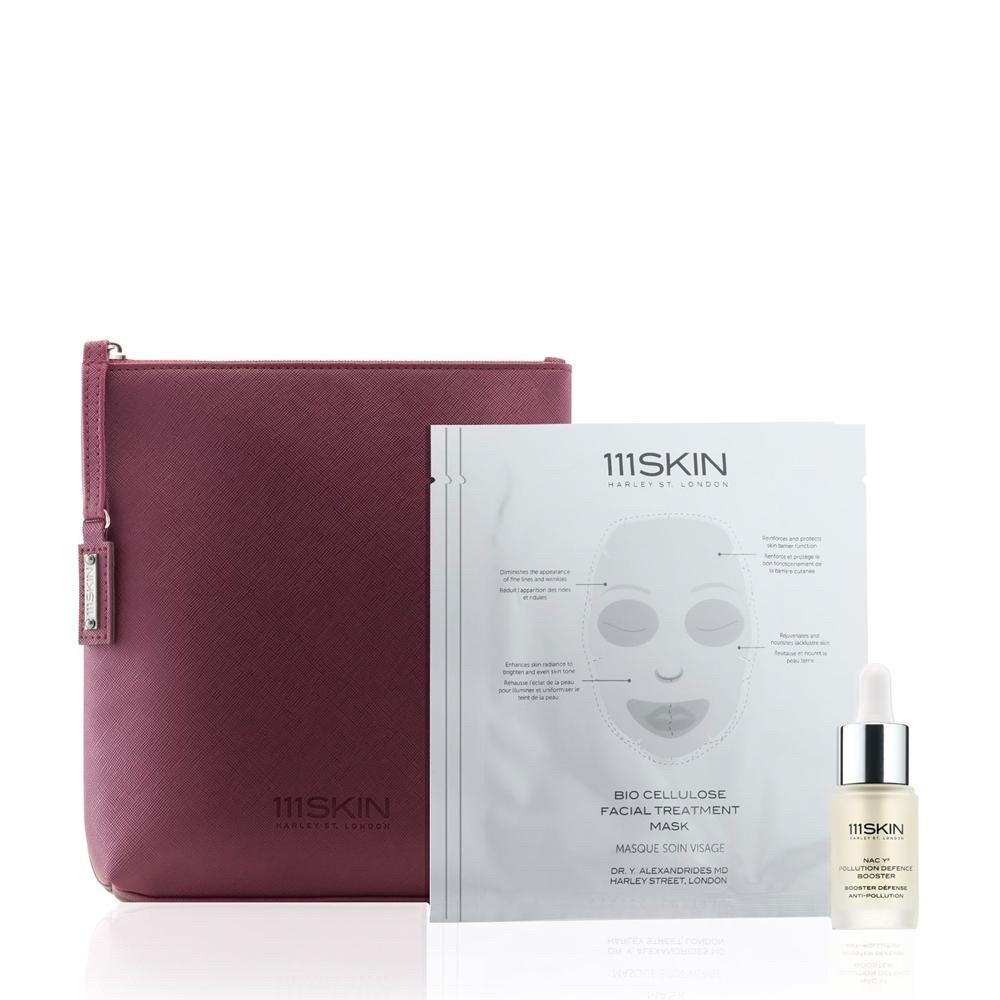 111SKIN
111SKIN
HARLEY ST. LONDON
111SKIN
HARLEY ST. LONDON
Reinforces and protects
skin barrier function
Renforce et protège le
bon fonctionnement de
la barrière cutanée
Diminishes the appearance
of fine lines and wrinkles
Réduit l'apparition des rides
et ridules
Rejuvenates and
nourishes lacklustre skin
Revitalise et nourrit la
peau terne
Enhances skin radiance to
brighten and even skin tone
Réhausse l'éclat de la peau
pour illuminer et uniformiser le
teint de la peau
BIO CELLULOSE
FACIAL TREATMENT
MASK
MASQUE SOIN VISAGE
DR. Y. ALEXANDRIDES MD
HARLEY STREET, LONDON
111SKIN
HARLEY ST. LONDON
NAC Y²
POLLUTION DEFENCE
BOOSTER
BOOSTER DÉFENSE
ANTI-POLLUTION